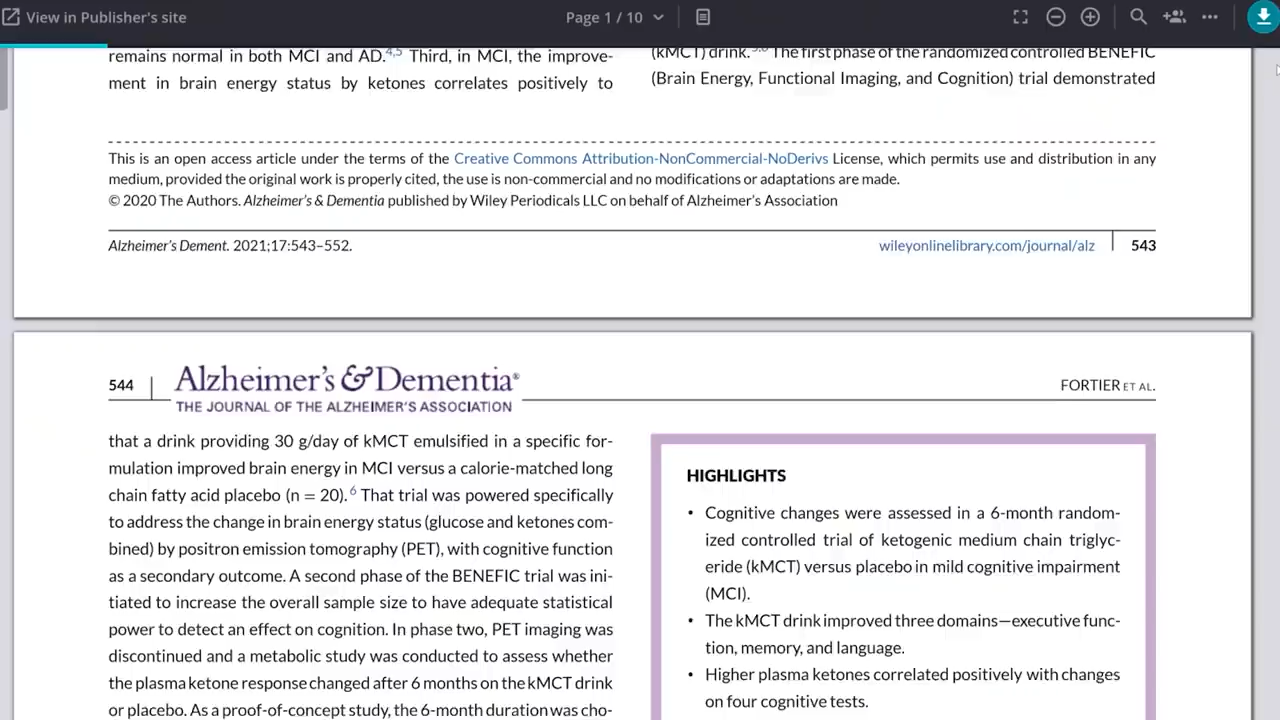 View in Publisher's site
Page 1 / 10
remains normal in both MCI and AD.4,5 Third, in MCI, the improve-
ment in brain energy status by ketones correlates positively to
(kMCT) drink. The first phase of the randomized controlled BENEFIC
(Brain Energy, Functional Imaging, and Cognition) trial demonstrated
This is an open access article under the terms of the Creative Commons Attribution-NonCommercial-NoDerivs License, which permits use and distribution in any
medium, provided the original work is properly cited, the use is non-commercial and no modifications or adaptations are made.
© 2020 The Authors. Alzheimer's & Dementia published by Wiley Periodicals LLC on behalf of Alzheimer's Association
Alzheimer's Dement. 2021;17:543–552.
wileyonlinelibrary.com/journal/alz
543
544
Alzheimer's & Dementia®
THE JOURNAL OF THE ALZHEIMER'S ASSOCIATION
FORTIER ET AL.
that a drink providing 30 g/day of kMCT emulsified in a specific for-
mulation improved brain energy in MCI versus a calorie-matched long
chain fatty acid placebo (n = 20).6 That trial was powered specifically
to address the change in brain energy status (glucose and ketones com-
bined) by positron emission tomography (PET), with cognitive function
as a secondary outcome. A second phase of the BENEFIC trial was ini-
tiated to increase the overall sample size to have adequate statistical
power to detect an effect on cognition. In phase two, PET imaging was
discontinued and a metabolic study was conducted to assess whether
the plasma ketone response changed after 6 months on the kMCT drink
or placebo. As a proof-of-concept study, the 6-month duration was cho-
HIGHLIGHTS
• Cognitive changes were assessed in a 6-month random-
ized controlled trial of ketogenic medium chain triglyc-
eride (kMCT) versus placebo in mild cognitive impairment
(MCI).
• The kMCT drink improved three domains—executive func-
tion, memory, and language.
• Higher plasma ketones correlated positively with changes
on four cognitive tests.